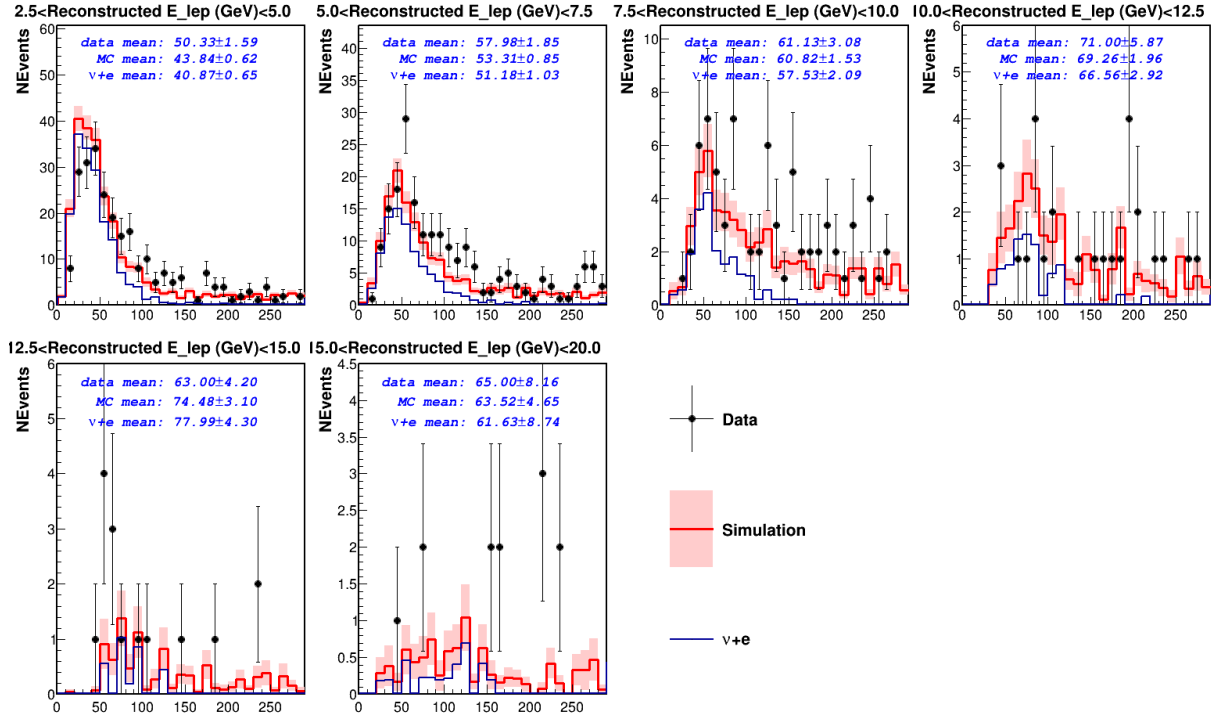 2.5<Reconstructed E_lep (GeV)<5.0
NEvents
data mean: 50.33±1.59
MC mean: 43.84±0.62
ν+e mean: 40.87±0.65
60
50
40
30
20
10
0
0 50 100 150 200 250
5.0<Reconstructed E_lep (GeV)<7.5
NEvents
data mean: 57.98±1.85
MC mean: 53.31±0.85
ν+e mean: 51.18±1.03
40
35
30
25
20
15
10
5
0
0 50 100 150 200 250
7.5<Reconstructed E_lep (GeV)<10.0
NEvents
data mean: 61.13±3.08
MC mean: 60.82±1.53
ν+e mean: 57.53±2.09
10
8
6
4
2
0
0 50 100 150 200 250
10.0<Reconstructed E_lep (GeV)<12.5
NEvents
data mean: 71.00±5.87
MC mean: 69.26±1.96
ν+e mean: 66.56±2.92
6
5
4
3
2
1
0
0 50 100 150 200 250
12.5<Reconstructed E_lep (GeV)<15.0
NEvents
data mean: 63.00±4.20
MC mean: 74.48±3.10
ν+e mean: 77.99±4.30
6
5
4
3
2
1
0
0 50 100 150 200 250
15.0<Reconstructed E_lep (GeV)<20.0
NEvents
data mean: 65.00±8.16
MC mean: 63.52±4.65
ν+e mean: 61.63±8.74
4.5
4
3.5
3
2.5
2
1.5
1
0.5
0
0 50 100 150 200 250
Data
Simulation
ν+e